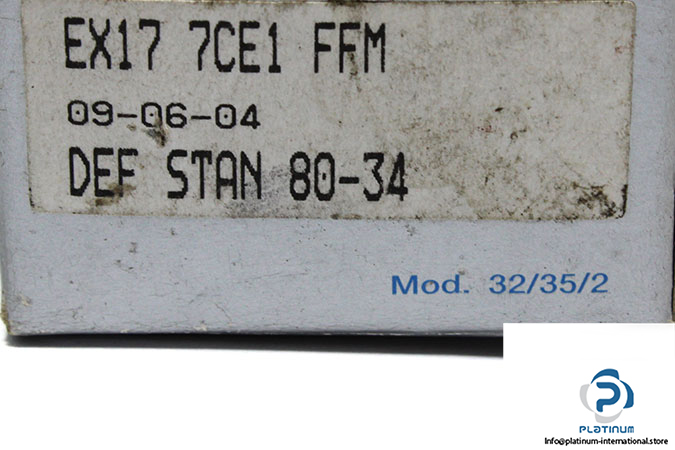 EX17 7CE1 FFM
09-06-04
DEF STAN 80-34
Mod. 32/35/2
PLATINUM
Info@platinum-international.store